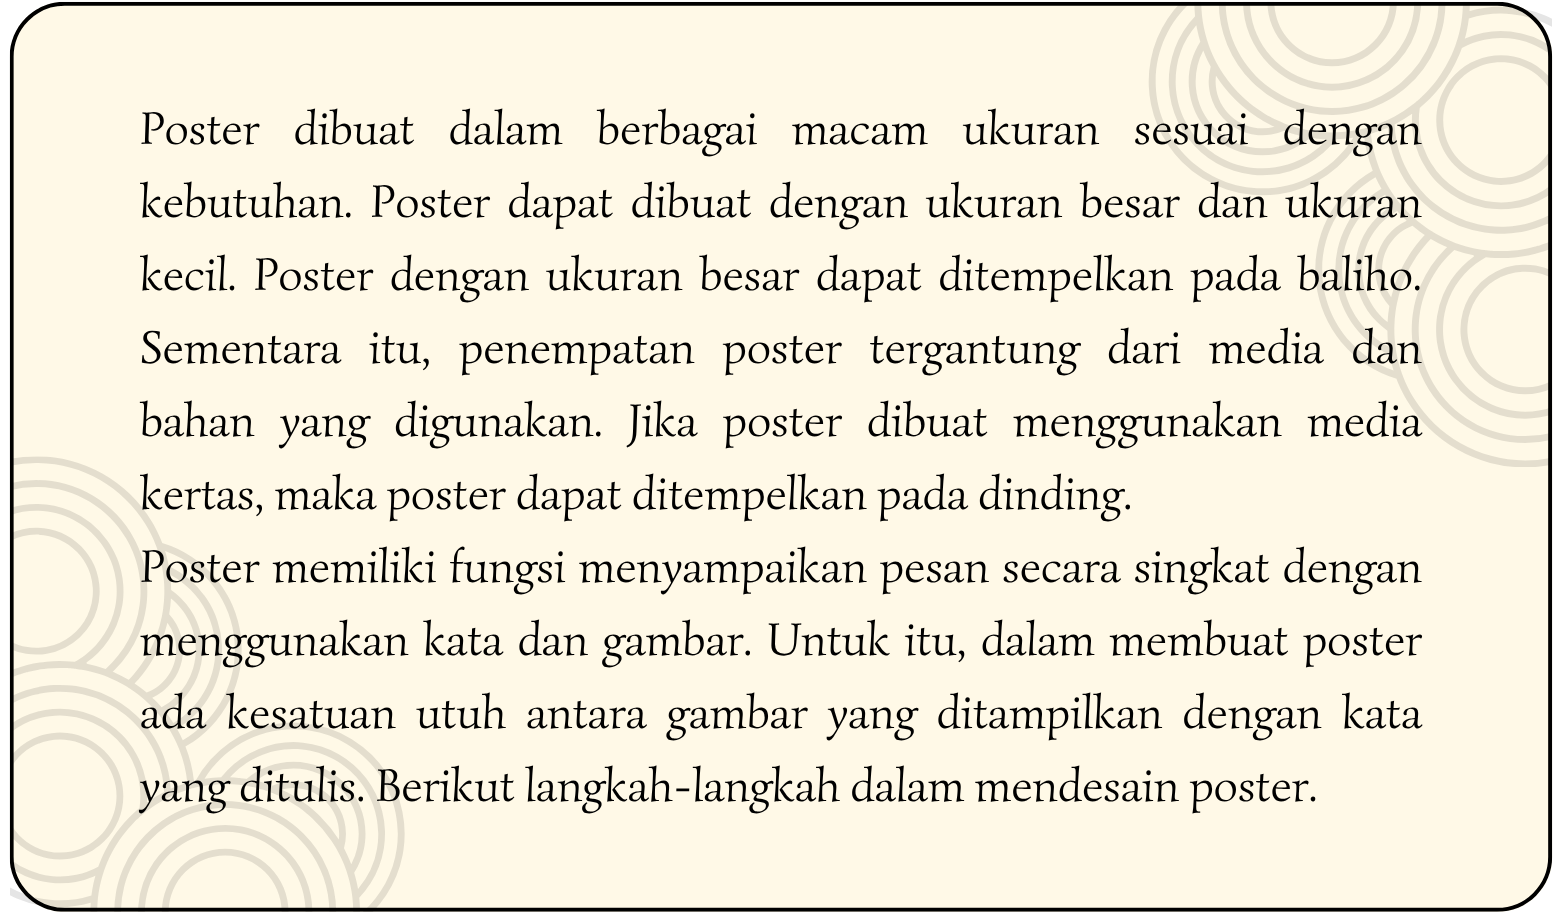 Poster dibuat dalam berbagai macam ukuran sesuai dengan
kebutuhan. Poster dapat dibuat dengan ukuran besar dan ukuran
kecil. Poster dengan ukuran besar dapat ditempelkan pada baliho.
Sementara itu, penempatan poster tergantung dari media dan
bahan yang digunakan. Jika poster dibuat menggunakan media
kertas, maka poster dapat ditempelkan pada dinding.
Poster memiliki fungsi menyampaikan pesan secara singkat dengan
menggunakan kata dan gambar. Untuk itu, dalam membuat poster
ada kesatuan utuh antara gambar yang ditampilkan dengan kata
yang ditulis. Berikut langkah-langkah dalam mendesain poster.